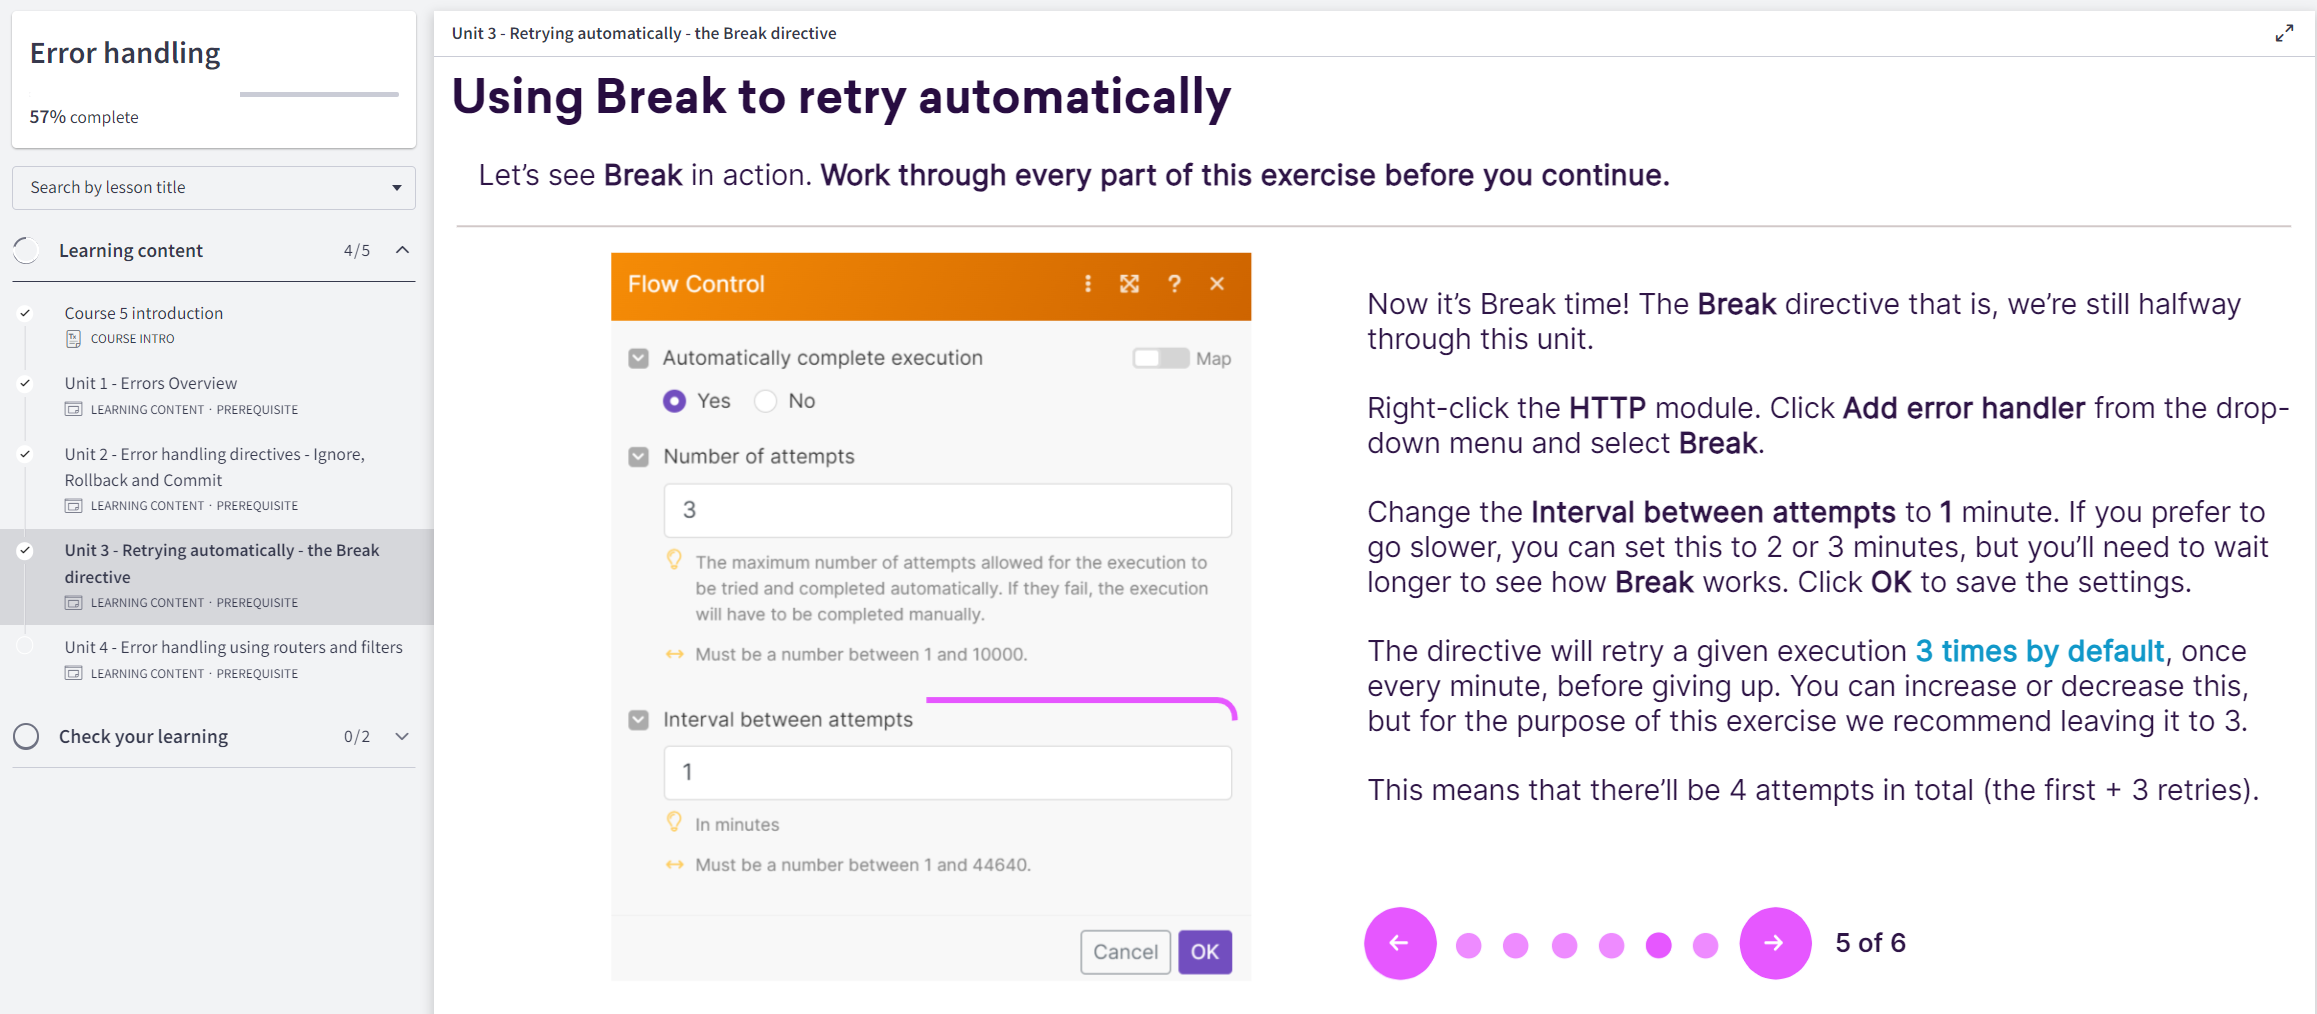 Error handling
57% complete
Search by lesson title
Learning content 4/5
Course 5 introduction
COURSE INTRO
Unit 1 - Errors Overview
LEARNING CONTENT · PREREQUISITE
Unit 2 - Error handling directives - Ignore,
Rollback and Commit
LEARNING CONTENT · PREREQUISITE
Unit 3 - Retrying automatically - the Break
directive
LEARNING CONTENT · PREREQUISITE
Unit 4 - Error handling using routers and filters
LEARNING CONTENT · PREREQUISITE
Check your learning 0/2
Unit 3 - Retrying automatically - the Break directive
Using Break to retry automatically
Let's see Break in action. Work through every part of this exercise before you continue.
Flow Control
Automatically complete execution Map
Yes No
Number of attempts
3
The maximum number of attempts allowed for the execution to
be tried and completed automatically. If they fail, the execution
will have to be completed manually.
Must be a number between 1 and 10000.
Interval between attempts
1
In minutes
Must be a number between 1 and 44640.
Cancel OK
Now it's Break time! The Break directive that is, we're still halfway
through this unit.
Right-click the HTTP module. Click Add error handler from the drop-
down menu and select Break.
Change the Interval between attempts to 1 minute. If you prefer to
go slower, you can set this to 2 or 3 minutes, but you'll need to wait
longer to see how Break works. Click OK to save the settings.
The directive will retry a given execution 3 times by default, once
every minute, before giving up. You can increase or decrease this,
but for the purpose of this exercise we recommend leaving it to 3.
This means that there'll be 4 attempts in total (the first + 3 retries).
5 of 6